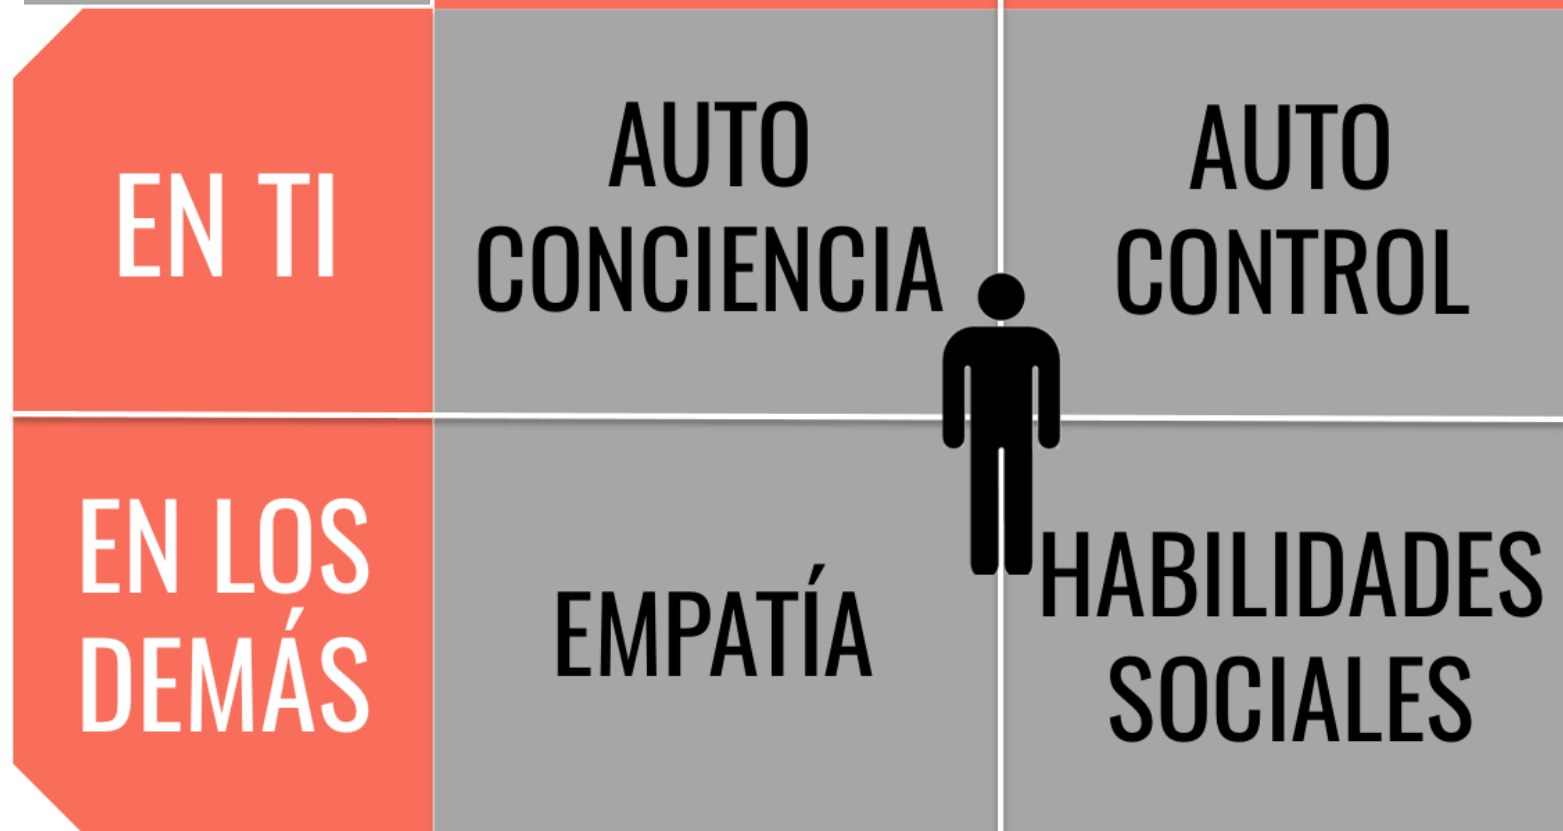 EN TI
AUTO
CONCIENCIA
AUTO
CONTROL
EN LOS
DEMÁS
EMPATÍA
HABILIDADES
SOCIALES